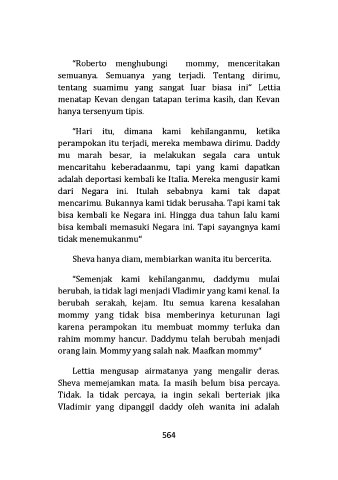 “Roberto menghubungi mommy, menceritakan
semuanya. Semuanya yang terjadi. Tentang dirimu,
tentang suamimu yang sangat luar biasa ini” Lettia
menatap Kevan dengan tatapan terima kasih, dan Kevan
hanya tersenyum tipis.
“Hari itu, dimana kami kehilanganmu, ketika
perampokan itu terjadi, mereka membawa dirimu. Daddy
mu marah besar, ia melakukan segala cara untuk
mencaritahu keberadaanmu, tapi yang kami dapatkan
adalah deportasi kembali ke Italia. Mereka mengusir kami
dari Negara ini. Itulah sebabnya kami tak dapat
mencarimu. Bukannya kami tidak berusaha. Tapi kami tak
bisa kembali ke Negara ini. Hingga dua tahun lalu kami
bisa kembali memasuki Negara ini. Tapi sayangnya kami
tidak menemukanmu“
Sheva hanya diam, membiarkan wanita itu bercerita.
“Semenjak kami kehilanganmu, daddymu mulai
berubah, ia tidak lagi menjadi Vladimir yang kami kenal. Ia
berubah serakah, kejam. Itu semua karena kesalahan
mommy yang tidak bisa memberinya keturunan lagi
karena perampokan itu membuat mommy terluka dan
rahim mommy hancur. Daddymu telah berubah menjadi
orang lain. Mommy yang salah nak. Maafkan mommy“
Lettia mengusap airmatanya yang mengalir deras.
Sheva memejamkan mata. Ia masih belum bisa percaya.
Tidak. Ia tidak percaya, ia ingin sekali berteriak jika
Vladimir yang dipanggil daddy oleh wanita ini adalah
564